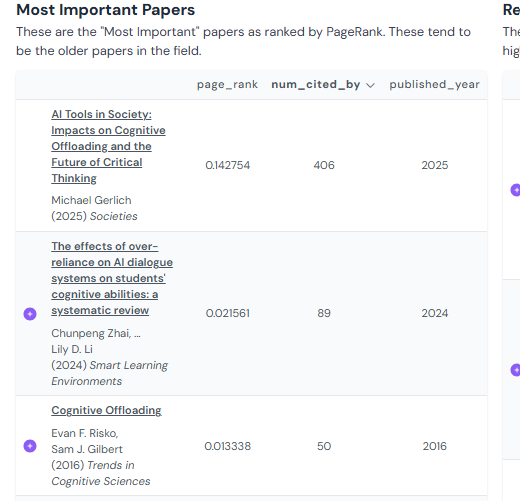 Most Important Papers
These are the "Most Important" papers as ranked by PageRank. These tend to
be the older papers in the field.
page_rank num_cited_by published_year
AI Tools in Society:
Impacts on Cognitive
Offloading and the
Future of Critical
Thinking
Michael Gerlich
(2025) Societies
0.142754 406 2025
The effects of over-
reliance on AI dialogue
systems on students'
cognitive abilities: a
systematic review
Chunpeng Zhai, ...
Lily D. Li
(2024) Smart Learning
Environments
0.021561 89 2024
Cognitive Offloading
Evan F. Risko,
Sam J. Gilbert
(2016) Trends in
Cognitive Sciences
0.013338 50 2016
Re
The
hig